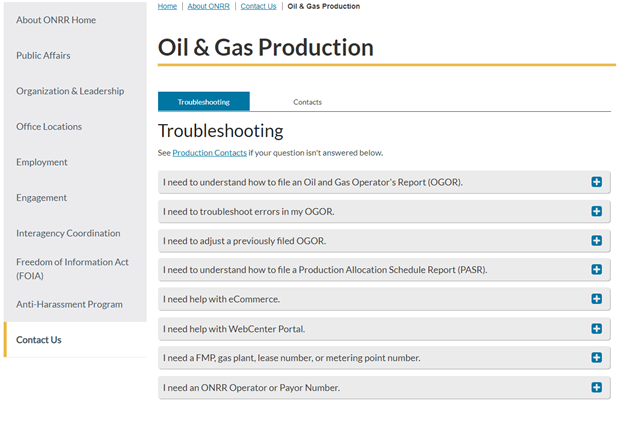 Home | About ONRR | Contact Us | Oil & Gas Production
About ONRR Home
Public Affairs
Organization & Leadership
Office Locations
Employment
Engagement
Interagency Coordination
Freedom of Information Act
(FOIA)
Anti-Harassment Program
Contact Us
Oil & Gas Production
Troubleshooting
Contacts
Troubleshooting
See Production Contacts if your question isn't answered below.
I need to understand how to file an Oil and Gas Operator's Report (OGOR).
I need to troubleshoot errors in my OGOR.
I need to adjust a previously filed OGOR.
I need to understand how to file a Production Allocation Schedule Report (PASR).
I need help with eCommerce.
I need help with WebCenter Portal.
I need a FMP, gas plant, lease number, or metering point number.
I need an ONRR Operator or Payor Number.